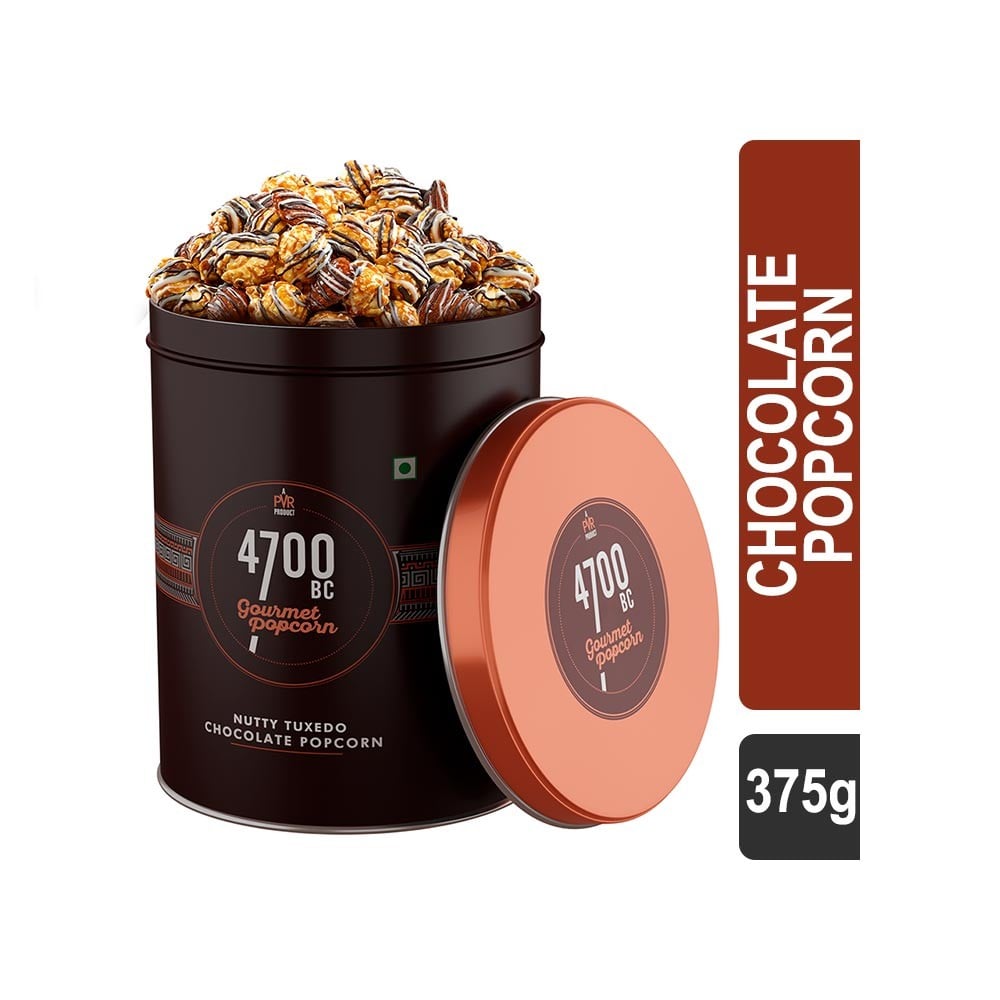 A
PVR
PRODUCT
4700
BC
Gourmet
Popcorn
NUTTY TUXEDO
CHOCOLATE POPCORN
A
PVR
PRODUCT
4700
BC
Gourmet
Popcorn
CHOCOLATE
POPCORN
375g